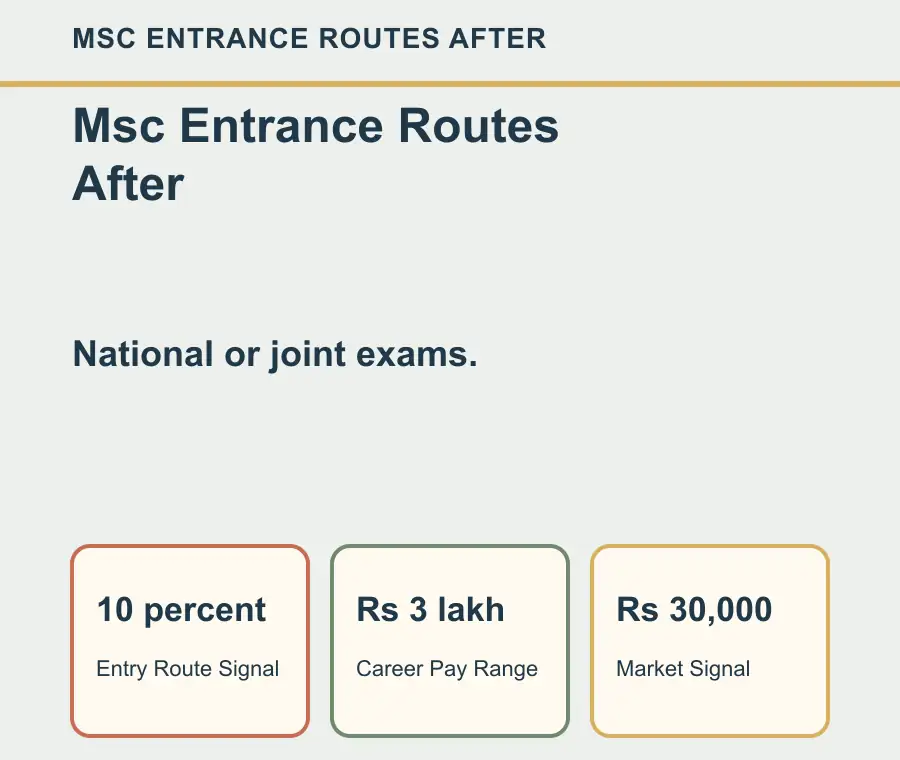 MSC ENTRANCE ROUTES AFTER
Msc Entrance Routes
After
National or joint exams.
10 percent
Entry Route Signal
Rs 3 lakh
Career Pay Range
Rs 30,000
Market Signal